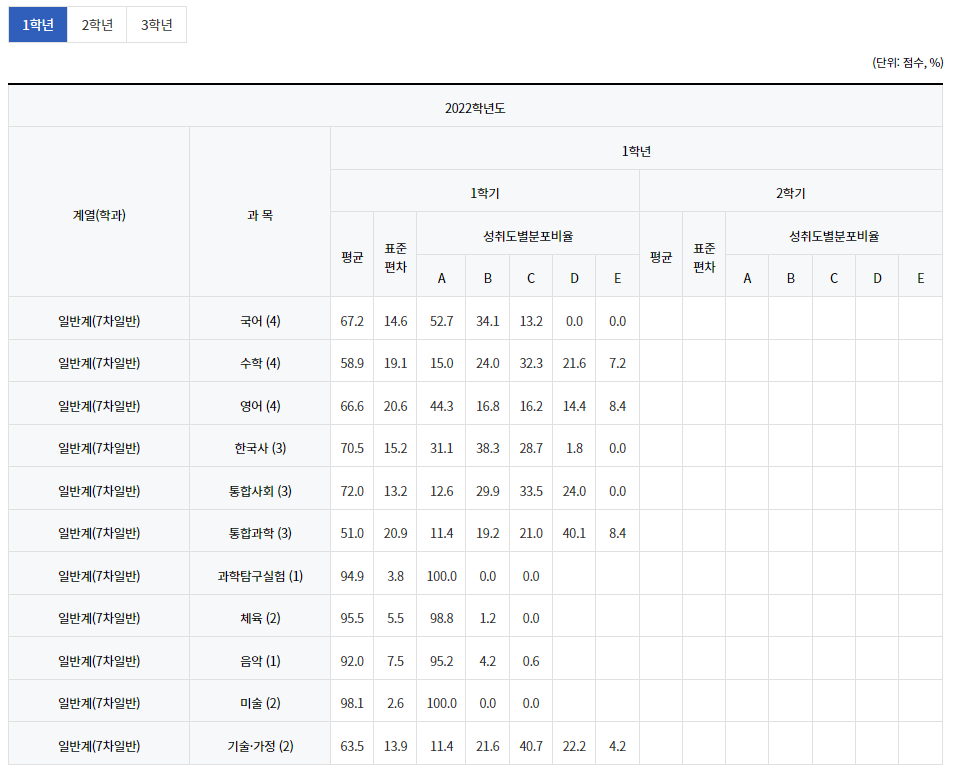 1학년 2학년 3학년
(단위: 점수, %)
2022학년도
계열(학과) 과 목 1학년
1학기 2학기
평균 표준편차 성취도별분포비율 평균 표준편차 성취도별분포비율
A B C D E A B C D E
일반계(7차일반) 국어 (4) 67.2 14.6 52.7 34.1 13.2 0.0 0.0
일반계(7차일반) 수학 (4) 58.9 19.1 15.0 24.0 32.3 21.6 7.2
일반계(7차일반) 영어 (4) 66.6 20.6 44.3 16.8 16.2 14.4 8.4
일반계(7차일반) 한국사 (3) 70.5 15.2 31.1 38.3 28.7 1.8 0.0
일반계(7차일반) 통합사회 (3) 72.0 13.2 12.6 29.9 33.5 24.0 0.0
일반계(7차일반) 통합과학 (3) 51.0 20.9 11.4 19.2 21.0 40.1 8.4
일반계(7차일반) 과학탐구실험 (1) 94.9 3.8 100.0 0.0 0.0
일반계(7차일반) 체육 (2) 95.5 5.5 98.8 1.2 0.0
일반계(7차일반) 음악 (1) 92.0 7.5 95.2 4.2 0.6
일반계(7차일반) 미술 (2) 98.1 2.6 100.0 0.0 0.0
일반계(7차일반) 기술·가정 (2) 63.5 13.9 11.4 21.6 40.7 22.2 4.2